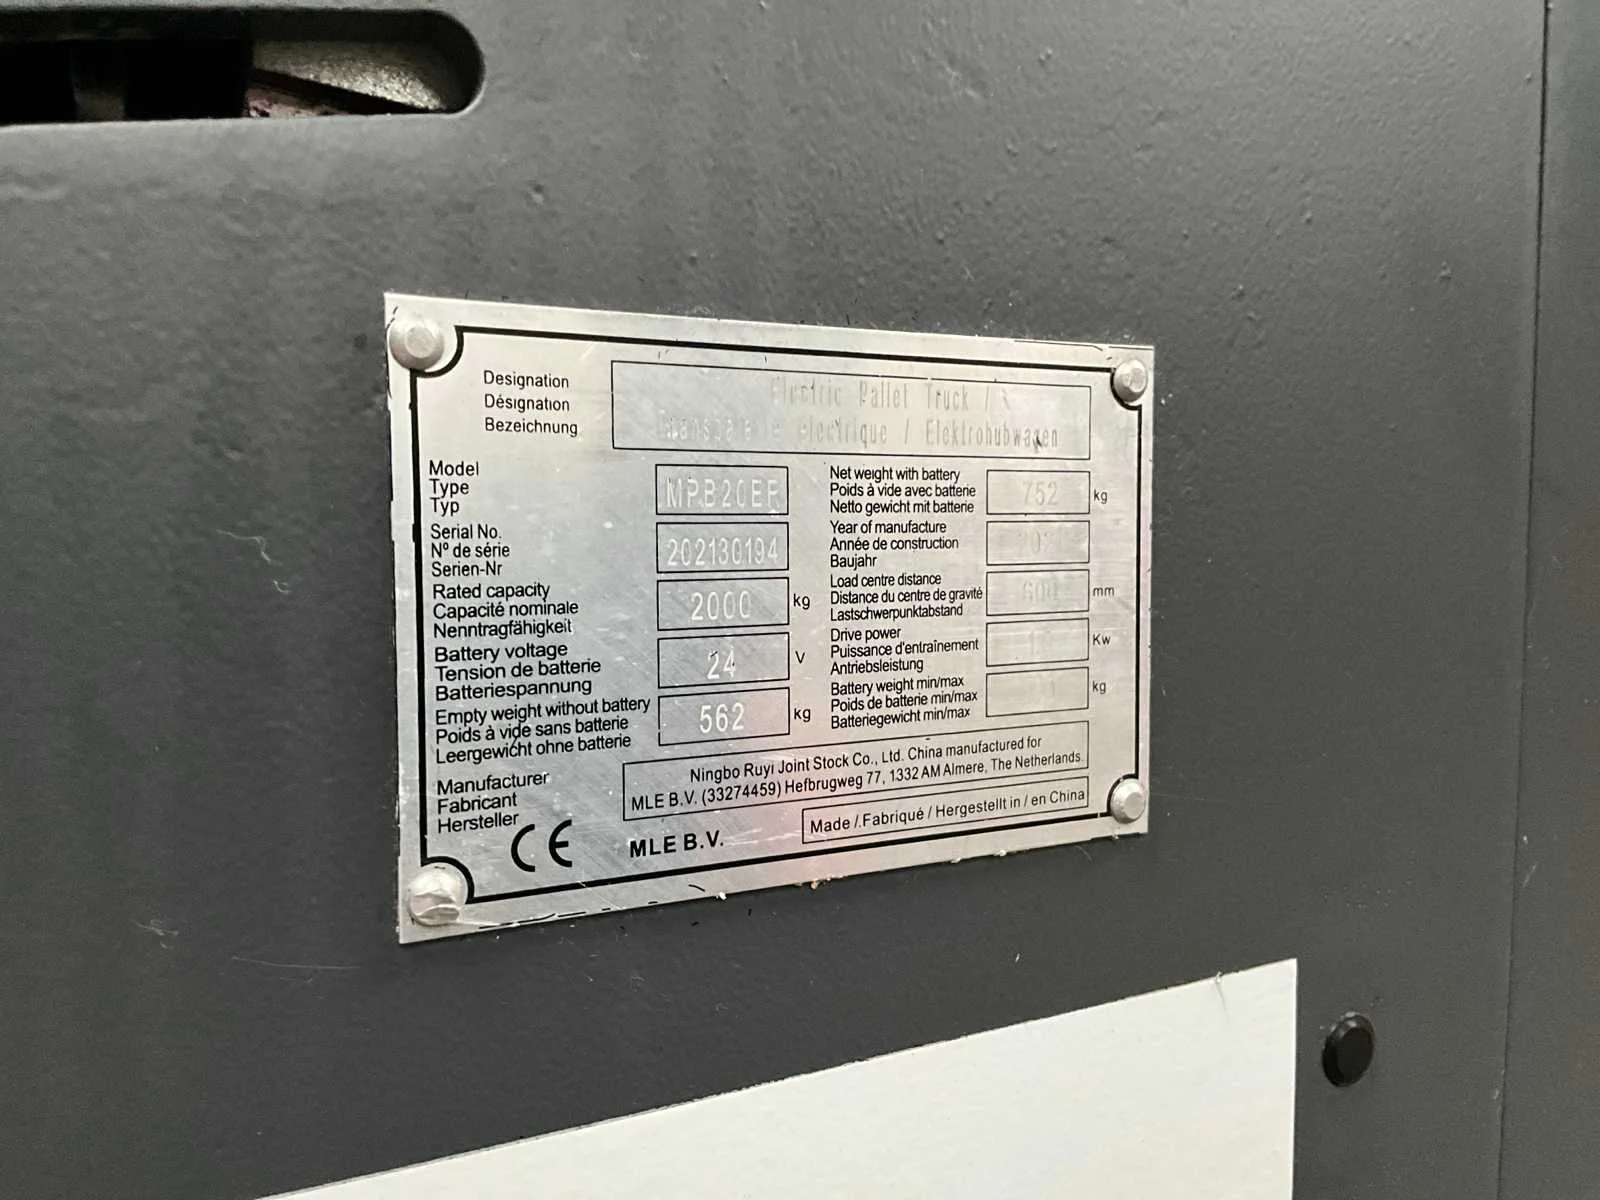 Designation
Désignation
Bezeichnung
Electric Pallet Truck /
électrique / Elektrohubwagen
Model
Type
Typ
MPB20EE
Serial No.
Nº de série
Serien-Nr
202130194
Rated capacity
Capacité nominale
Nenntragfähigkeit
2000 kg
Battery voltage
Tension de batterie
Batteriespannung
24 V
Empty weight without battery
Poids à vide sans batterie
Leergewicht ohne batterie
562 kg
Net weight with battery
Poids à vide avec batterie
Netto gewicht mit batterie
752 kg
Year of manufacture
Année de construction
Baujahr
Load centre distance
Distance du centre de gravité
Lastschwerpunktabstand
600 mm
Drive power
Puissance d'entraînement
Antriebsleistung
Kw
Battery weight min/max
Poids de batterie min/max
Batteriegewicht min/max
kg
Manufacturer
Fabricant
Hersteller
Ningbo Ruyi Joint Stock Co., Ltd. China manufactured for
MLE B.V. (33274459) Hefbrugweg 77, 1332 AM Almere, The Netherlands
CE
MLE B.V.
Made / Fabriqué / Hergestellt in / en China